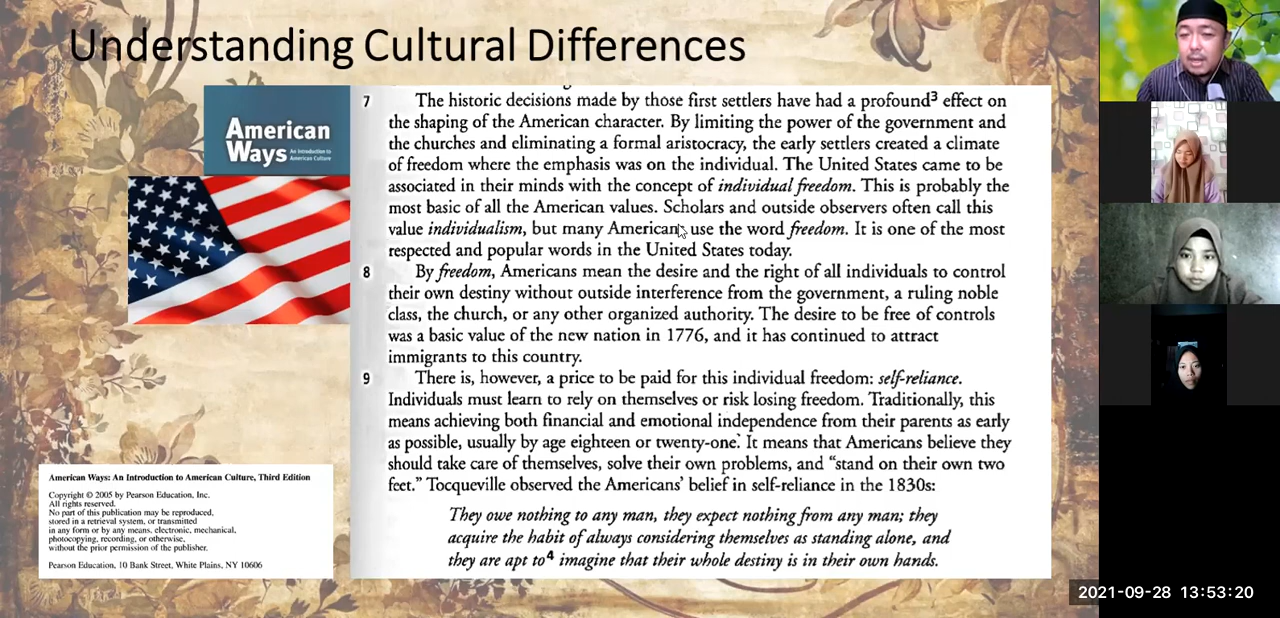 Understanding Cultural Differences
American
Ways
An Introduction to
American Culture
7 The historic decisions made by those first settlers have had a profound³ effect on
the shaping of the American character. By limiting the power of the government and
the churches and eliminating a formal aristocracy, the early settlers created a climate
of freedom where the emphasis was on the individual. The United States came to be
associated in their minds with the concept of individual freedom. This is probably the
most basic of all the American values. Scholars and outside observers often call this
value individualism, but many Americans use the word freedom. It is one of the most
respected and popular words in the United States today.
8 By freedom, Americans mean the desire and the right of all individuals to control
their own destiny without outside interference from the government, a ruling noble
class, the church, or any other organized authority. The desire to be free of controls
was a basic value of the new nation in 1776, and it has continued to attract
immigrants to this country.
9 There is, however, a price to be paid for this individual freedom: self-reliance.
Individuals must learn to rely on themselves or risk losing freedom. Traditionally, this
means achieving both financial and emotional independence from their parents as early
as possible, usually by age eighteen or twenty-one. It means that Americans believe they
should take care of themselves, solve their own problems, and “stand on their own two
feet.” Tocqueville observed the Americans’ belief in self-reliance in the 1830s:
They owe nothing to any man, they expect nothing from any man; they
acquire the habit of always considering themselves as standing alone, and
they are apt to⁴ imagine that their whole destiny is in their own hands.
American Ways: An Introduction to American Culture, Third Edition
Copyright © 2005 by Pearson Education, Inc.
All rights reserved.
No part of this publication may be reproduced,
stored in a retrieval system, or transmitted
in any form or by any means, electronic, mechanical,
photocopying, recording, or otherwise,
without the prior permission of the publisher.
Pearson Education, 10 Bank Street, White Plains, NY 10606
2021-09-28 13:53:20